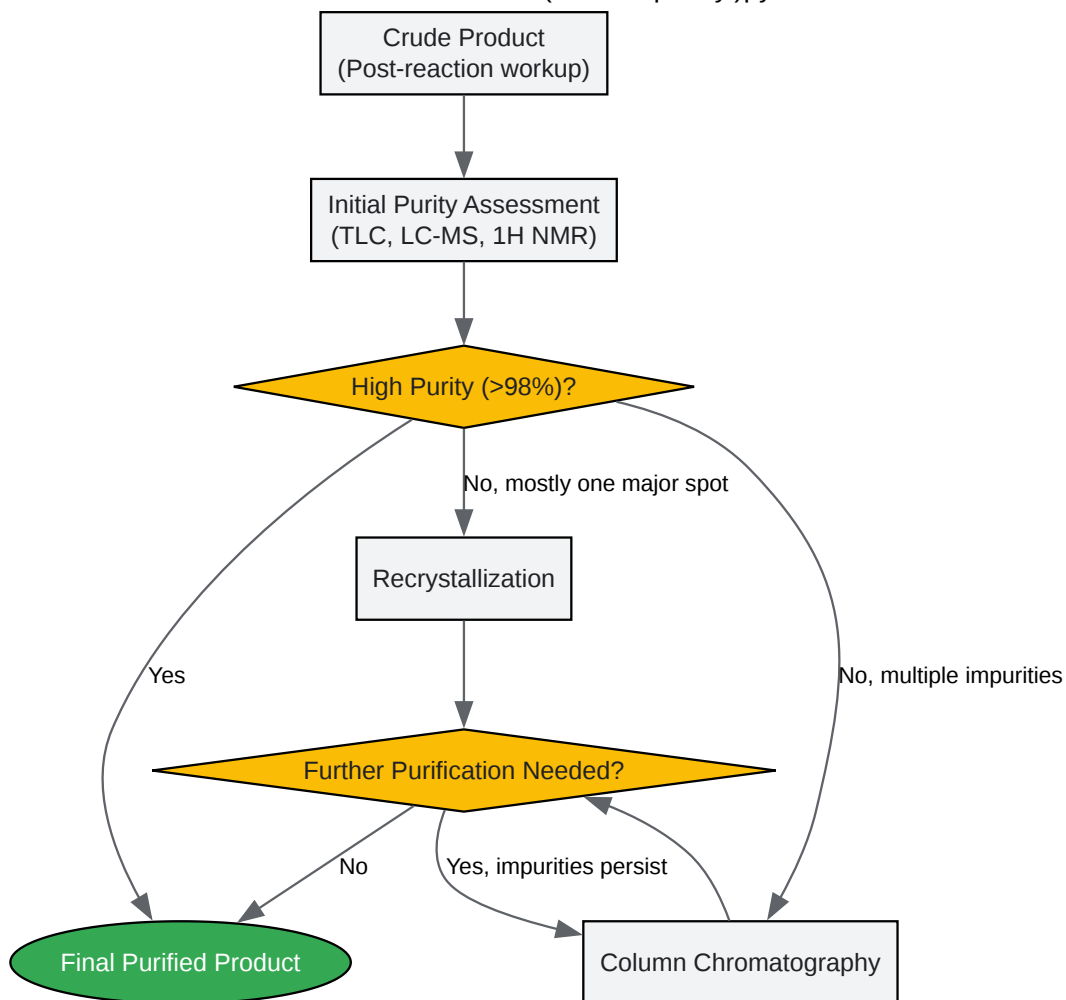 Crude Product
(Post-reaction workup)
Initial Purity Assessment
(TLC, LC-MS, 1H NMR)
High Purity (>98%)?
No, mostly one major spot
Recrystallization
Yes
No, multiple impurities
Further Purification Needed?
No
Yes, impurities persist
Final Purified Product
Column Chromatography